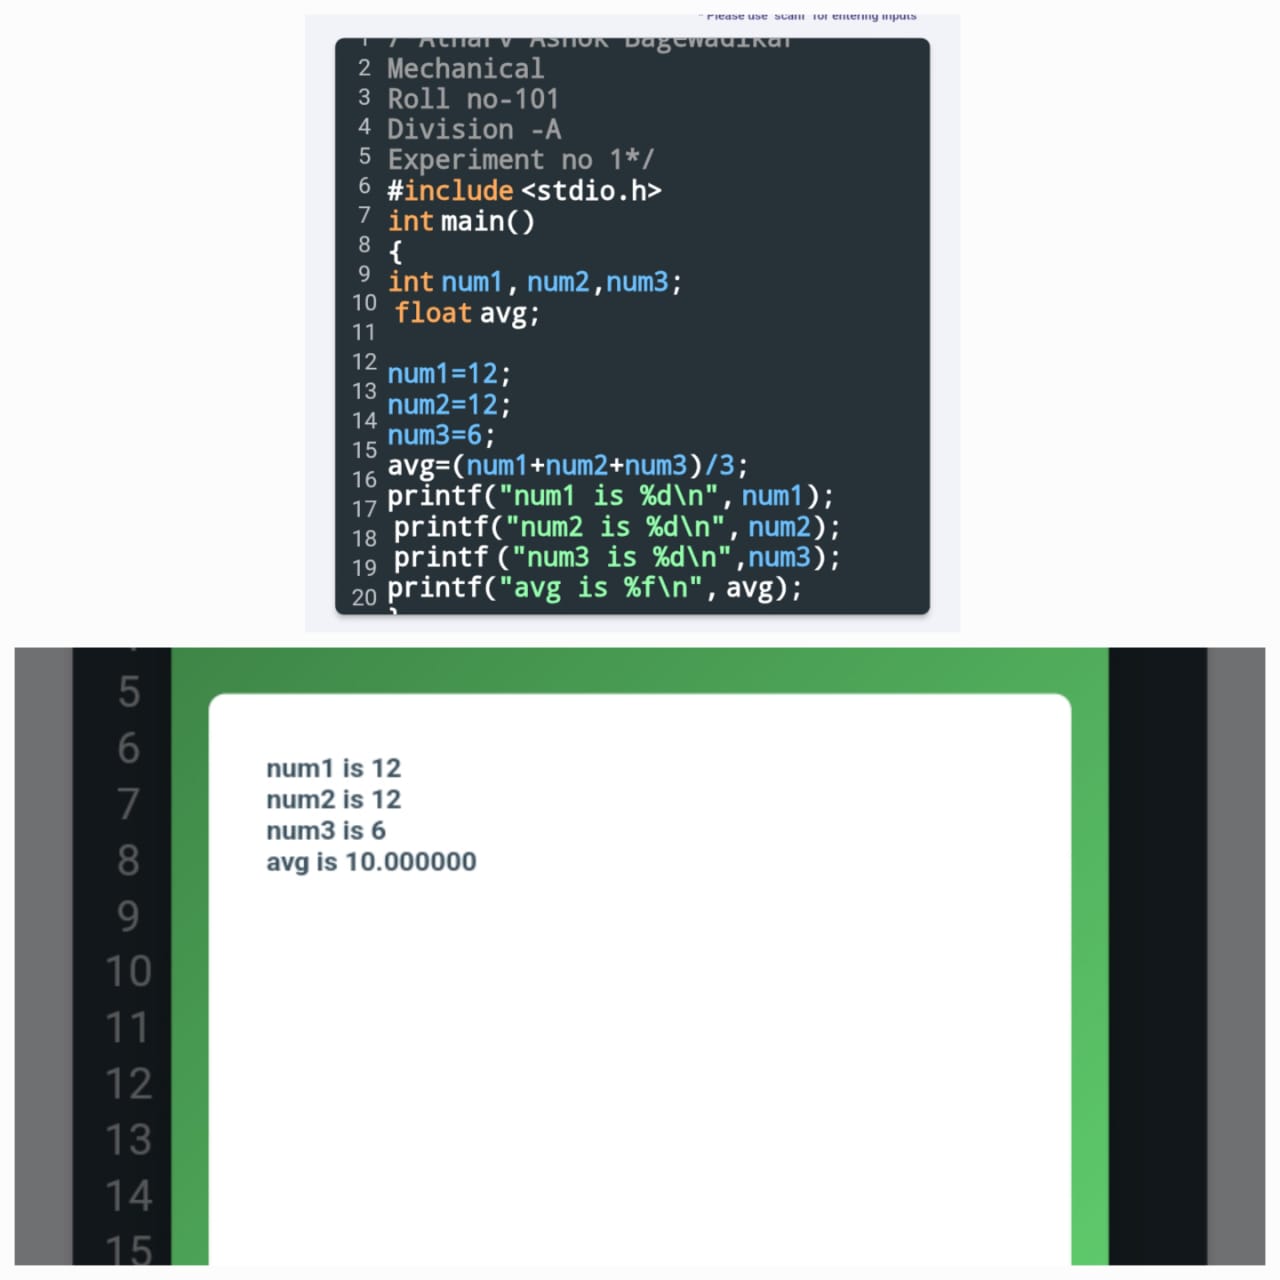 * Please use "scanf" for entering inputs
1 / Atharv Ashok Bagewadikar
2 Mechanical
3 Roll no-101
4 Division -A
5 Experiment no 1*/
6 #include <stdio.h>
7 int main()
8 {
9 int num1, num2,num3;
10 float avg;
11
12 num1=12;
13 num2=12;
14 num3=6;
15 avg=(num1+num2+num3)/3;
16 printf("num1 is %d\n", num1);
17 printf("num2 is %d\n", num2);
18 printf ("num3 is %d\n",num3);
19 printf("avg is %f\n", avg);
20 }
5
6
7
8
9
10
11
12
13
14
15
num1 is 12
num2 is 12
num3 is 6
avg is 10.000000